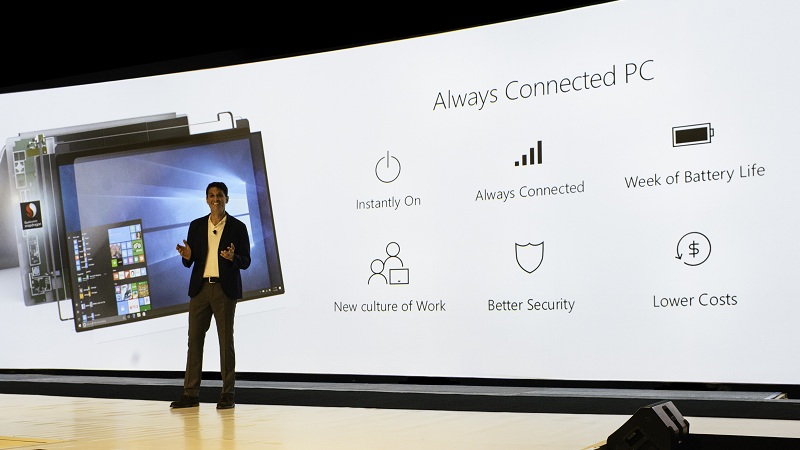 Always Connected PC
Instantly On
Always Connected
Week of Battery Life
New culture of Work
Better Security
Lower Costs
snapdragon